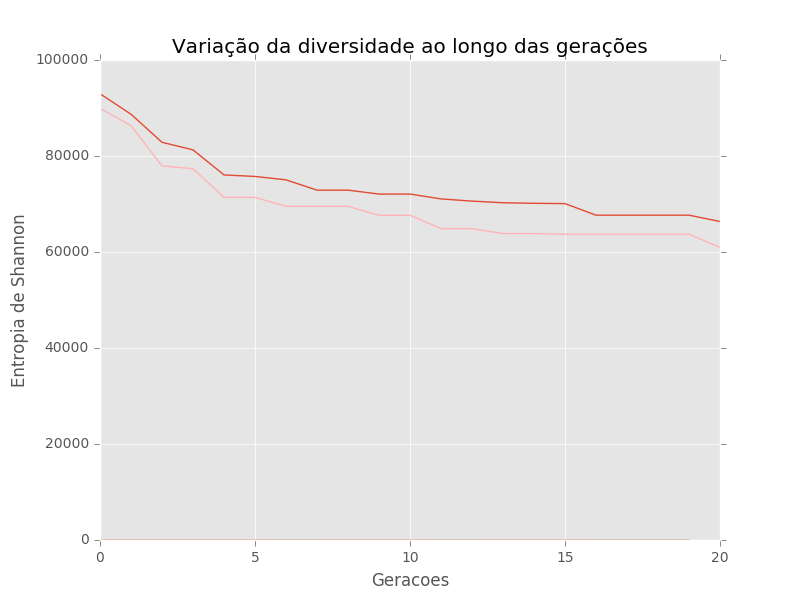 Variação da diversidade ao longo das gerações
100000
80000
60000
40000
20000
0
0 5 10 15 20
Entropia de Shannon
Geracoes